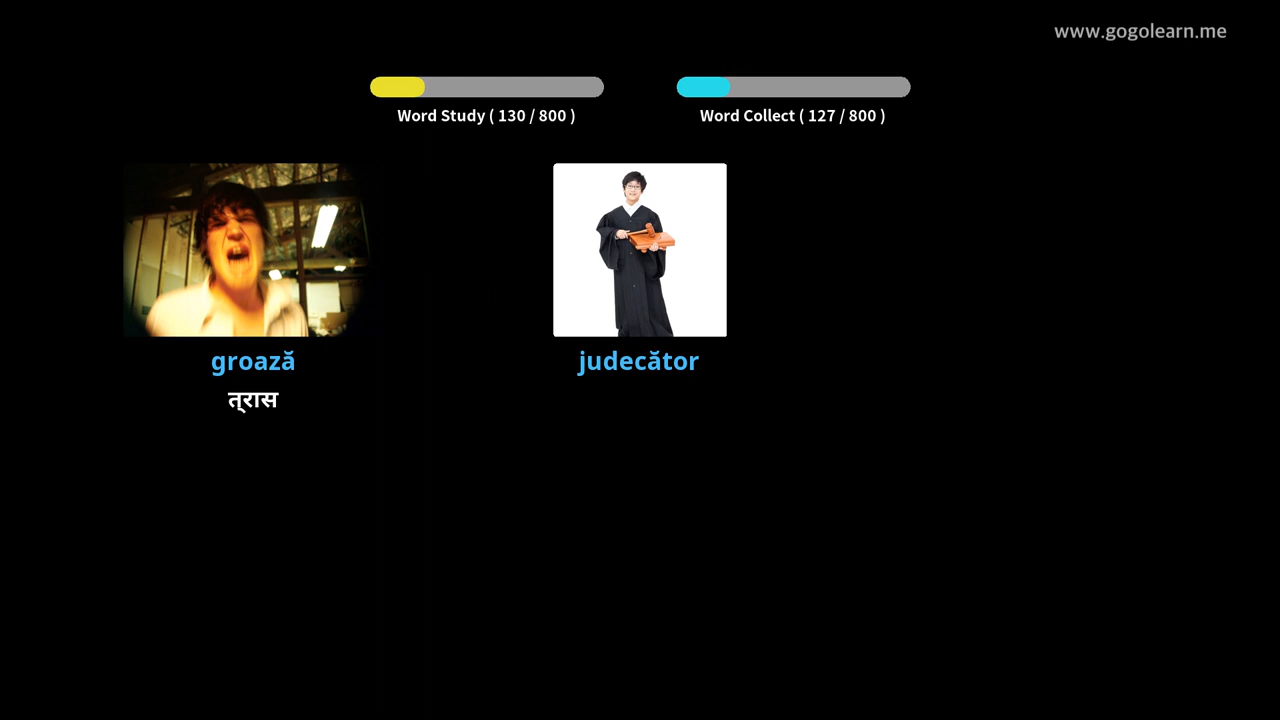 www.gogolearn.me
Word Study ( 130 / 800 )
Word Collect ( 127 / 800 )
groază
judecător
त्रास